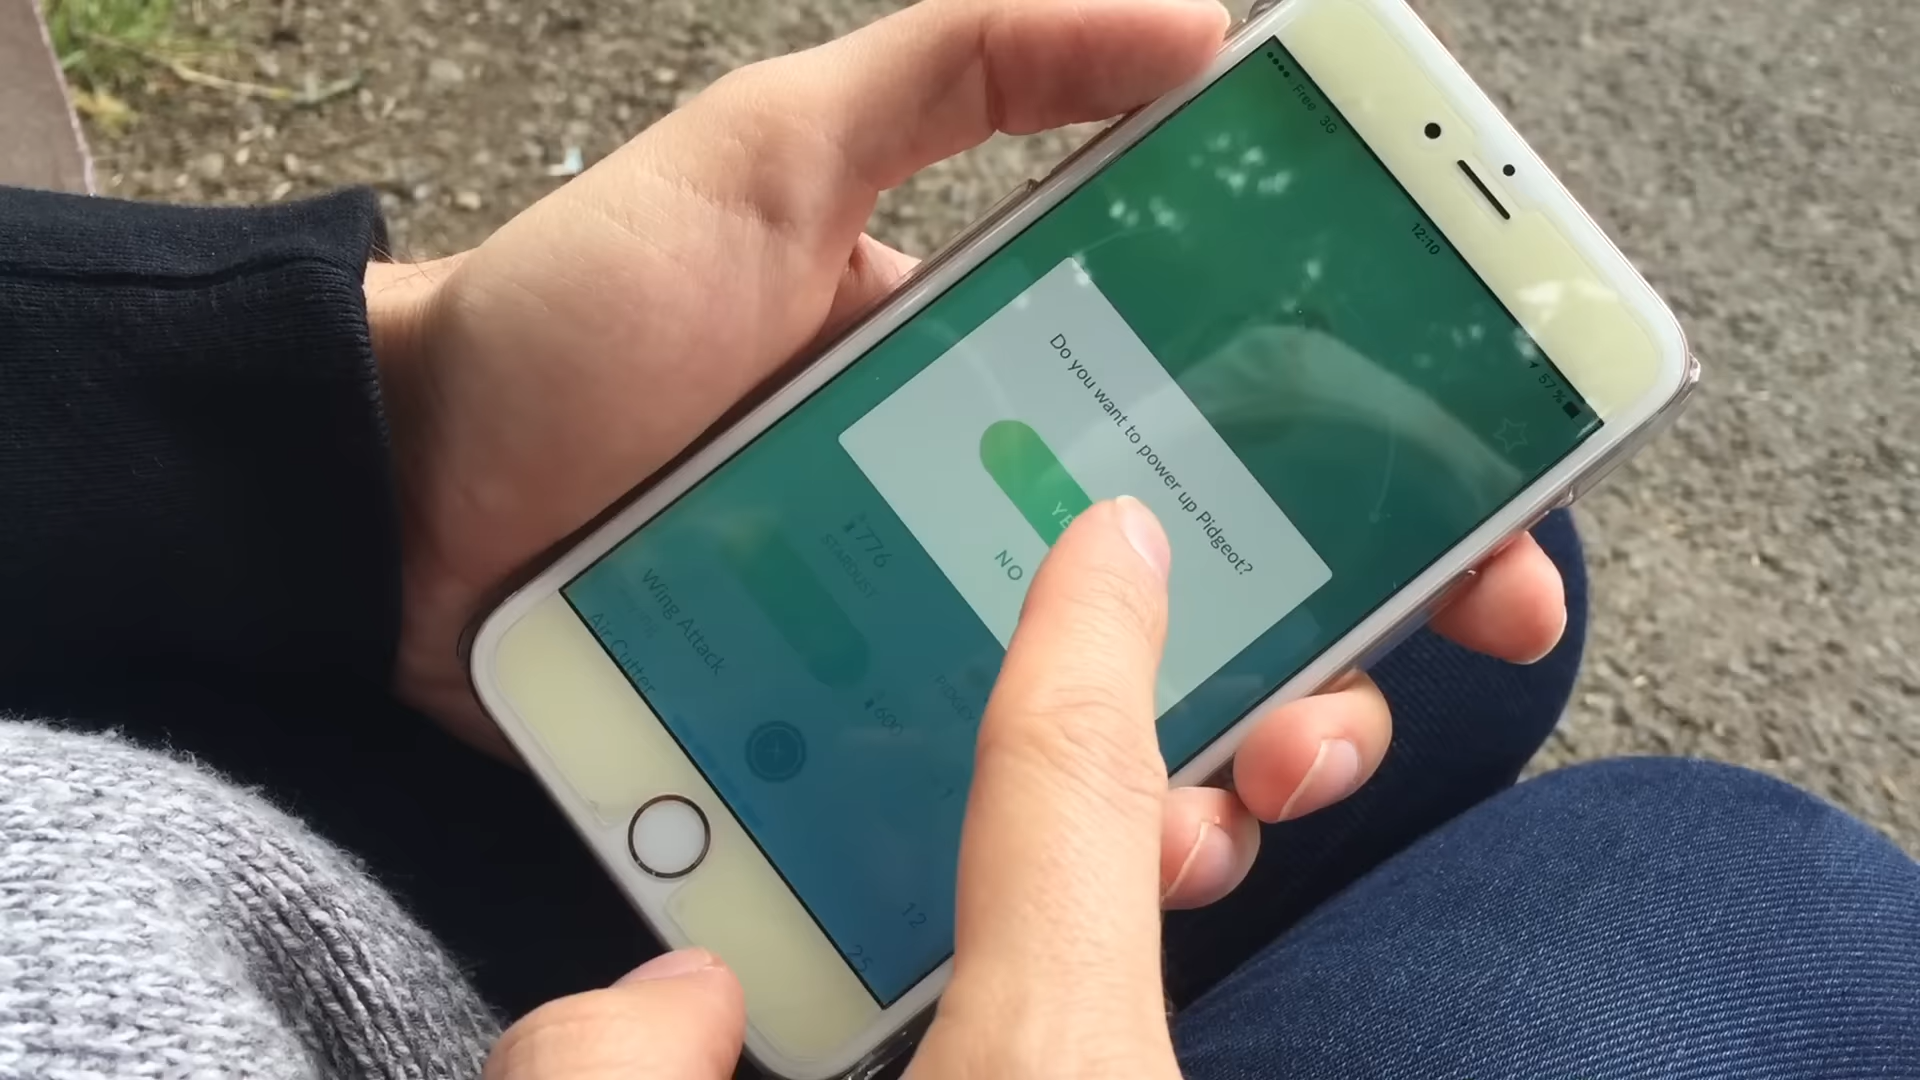 Free 3G
12:10
57%
Do you want to power up Pidgeot?
NO
776
STARDUST
600
Wing Attack
12
Air Cutter
25